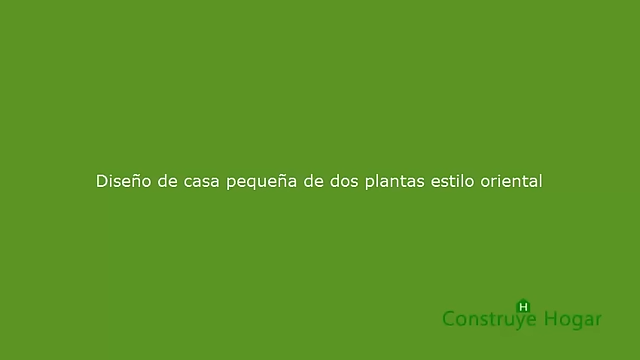 Diseño de casa pequeña de dos plantas estilo oriental
H
Construye Hogar